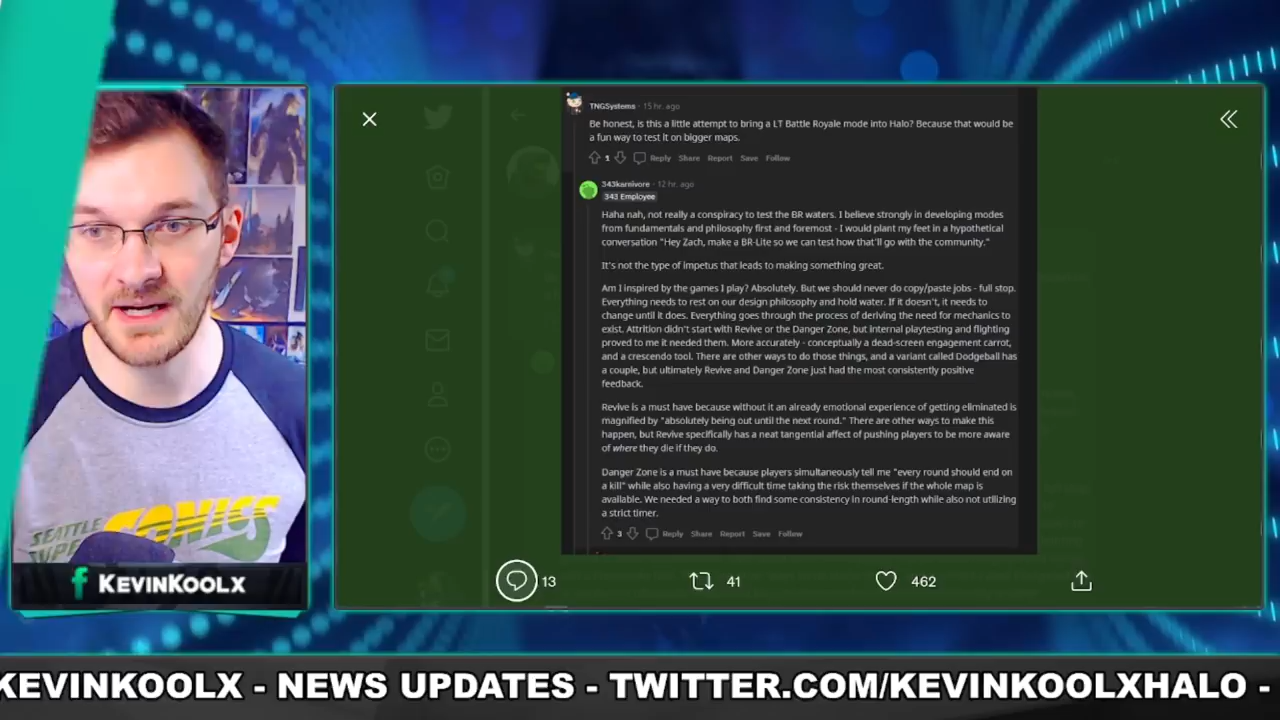 TNGSystems · 15 hr. ago
Be honest, is this a little attempt to bring a LT Battle Royale mode into Halo? Because that would be
a fun way to test it on bigger maps.
1 Reply Share Report Save Follow
343karnivore · 12 hr. ago
343 Employee
Haha nah, not really a conspiracy to test the BR waters. I believe strongly in developing modes
from fundamentals and philosophy first and foremost - I would plant my feet in a hypothetical
conversation "Hey Zach, make a BR-Lite so we can test how that'll go with the community."
It's not the type of impetus that leads to making something great.
Am I inspired by the games I play? Absolutely. But we should never do copy/paste jobs - full stop.
Everything needs to rest on our design philosophy and hold water. If it doesn't, it needs to
change until it does. Everything goes through the process of deriving the need for mechanics to
exist. Attrition didn't start with Revive or the Danger Zone, but internal playtesting and flighting
proved to me it needed them. More accurately - conceptually a dead-screen engagement carrot,
and a crescendo tool. There are other ways to do those things, and a variant called Dodgeball has
a couple, but ultimately Revive and Danger Zone just had the most consistently positive
feedback.
Revive is a must have because without it an already emotional experience of getting eliminated is
magnified by "absolutely being out until the next round." There are other ways to make this
happen, but Revive specifically has a neat tangential affect of pushing players to be more aware
of where they die if they do.
Danger Zone is a must have because players simultaneously tell me "every round should end on
a kill" while also having a very difficult time taking the risk themselves if the whole map is
available. We needed a way to both find some consistency in round-length while also not utilizing
a strict timer.
3 Reply Share Report Save Follow
13 41 462
SEATTLE
SUPER SONICS
f KEVINKOOLX
KEVINKOOLX - NEWS UPDATES - TWITTER.COM/KEVINKOOLXHALO -